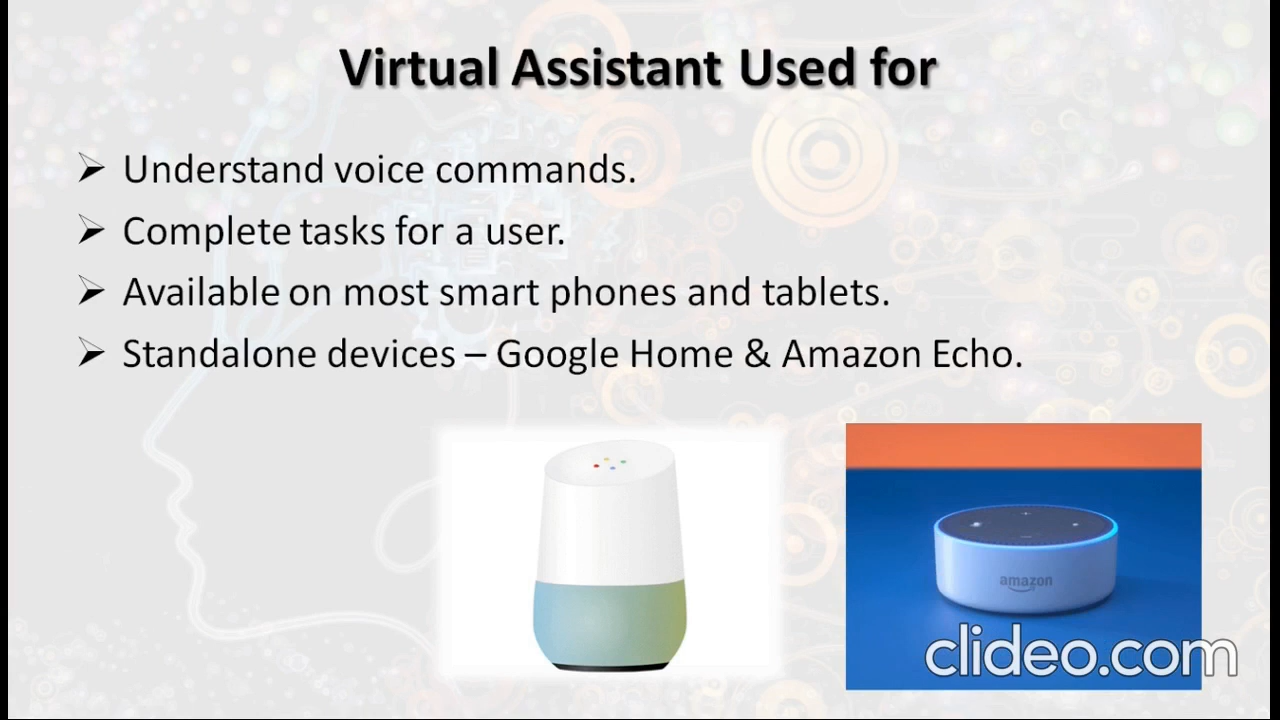 Virtual Assistant Used for
➢ Understand voice commands.
➢ Complete tasks for a user.
➢ Available on most smart phones and tablets.
➢ Standalone devices – Google Home & Amazon Echo.
amazon
clideo.com